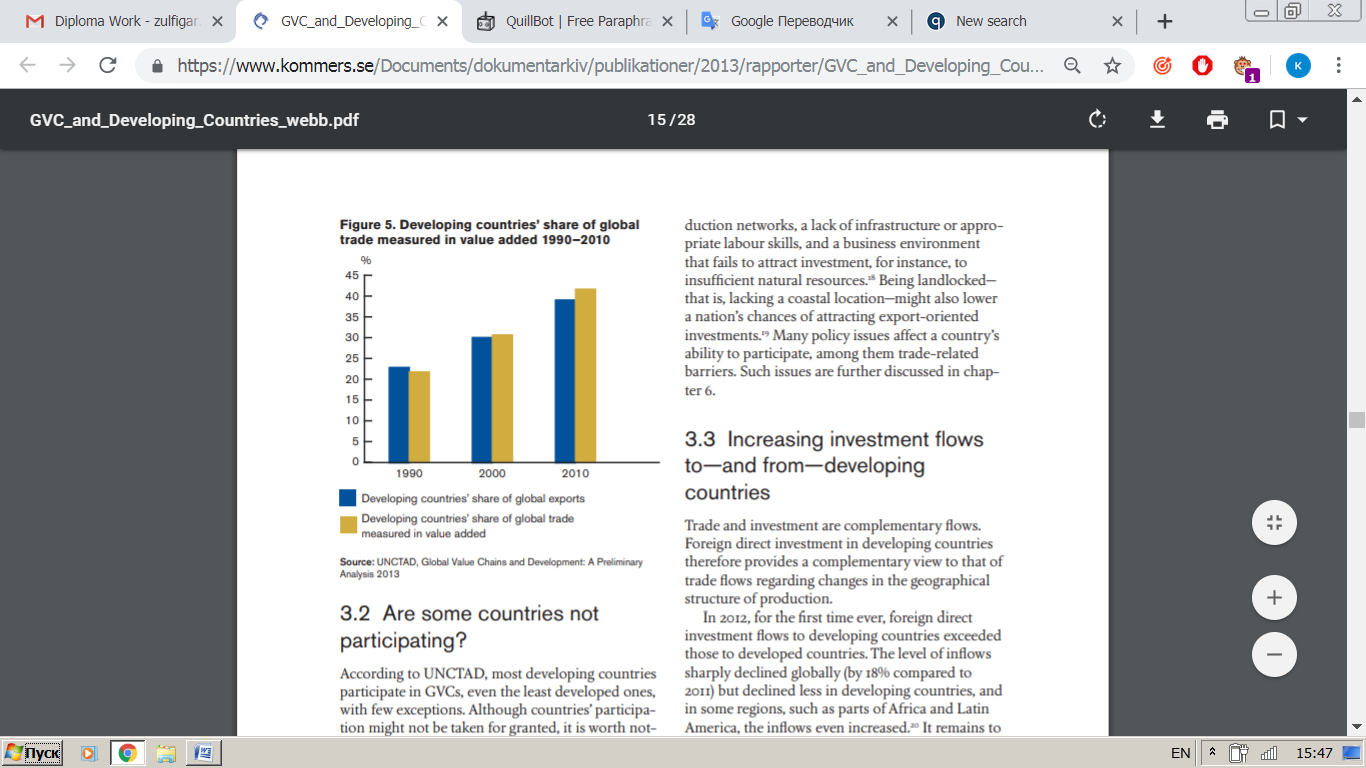 Diploma Work - zulfigar.
GVC_and_Developing_C
QuillBot | Free Paraphra
Google Переводчик
New search
https://www.kommers.se/Documents/dokumentarkiv/publikationer/2013/rapporter/GVC_and_Developing_Cou...
1
K
GVC_and_Developing_Countries_webb.pdf
15 / 28
Figure 5. Developing countries' share of global
trade measured in value added 1990–2010
%
45
40
35
30
25
20
15
10
5
0
1990 2000 2010
Developing countries' share of global exports
Developing countries' share of global trade
measured in value added
Source: UNCTAD, Global Value Chains and Development: A Preliminary
Analysis 2013
3.2 Are some countries not
participating?
According to UNCTAD, most developing countries
participate in GVCs, even the least developed ones,
with few exceptions. Although countries' participa-
tion might not be taken for granted, it is worth not-
duction networks, a lack of infrastructure or appro-
priate labour skills, and a business environment
that fails to attract investment, for instance, to
insufficient natural resources.18 Being landlocked—
that is, lacking a coastal location—might also lower
a nation's chances of attracting export-oriented
investments.19 Many policy issues affect a country's
ability to participate, among them trade-related
barriers. Such issues are further discussed in chap-
ter 6.
3.3 Increasing investment flows
to—and from—developing
countries
Trade and investment are complementary flows.
Foreign direct investment in developing countries
therefore provides a complementary view to that of
trade flows regarding changes in the geographical
structure of production.
In 2012, for the first time ever, foreign direct
investment flows to developing countries exceeded
those to developed countries. The level of inflows
sharply declined globally (by 18% compared to
2011) but declined less in developing countries, and
in some regions, such as parts of Africa and Latin
America, the inflows even increased.20 It remains to
Пуск
EN
15:47